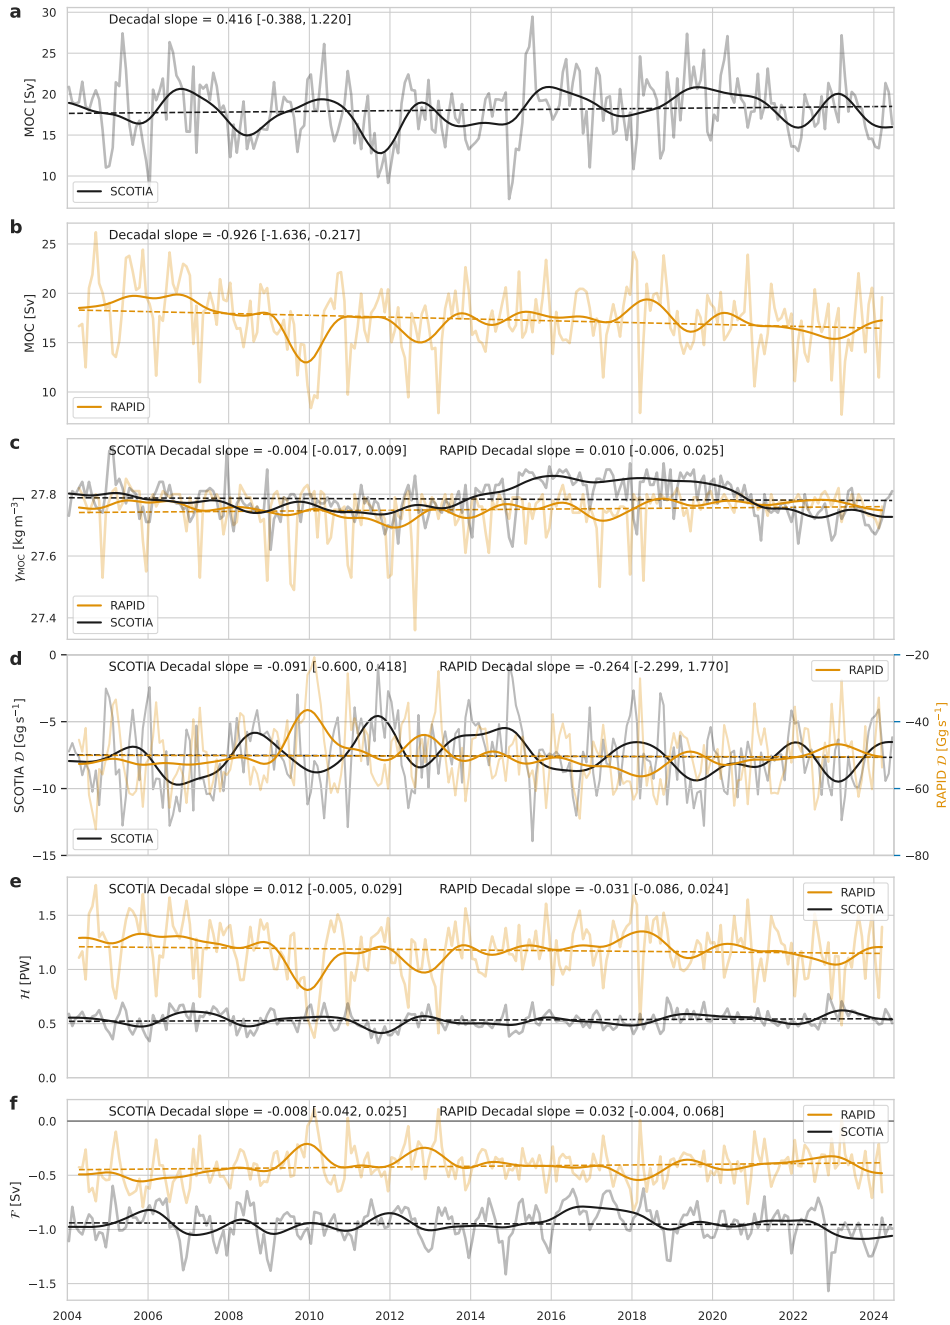 a
Decadal slope = 0.416 [-0.388, 1.220]
30
25
20
15
10
MOC [Sv]
SCOTIA
b
Decadal slope = -0.926 [-1.636, -0.217]
25
20
15
10
MOC [Sv]
RAPID
c
SCOTIA Decadal slope = -0.004 [-0.017, 0.009] RAPID Decadal slope = 0.010 [-0.006, 0.025]
27.8
27.6
27.4
γMOC [kg m⁻³]
RAPID
SCOTIA
d
SCOTIA Decadal slope = -0.091 [-0.600, 0.418] RAPID Decadal slope = -0.264 [-2.299, 1.770]
0
−5
−10
−15
SCOTIA 𝒟 [Gg s⁻¹]
RAPID
SCOTIA
−20
−40
−60
−80
RAPID 𝒟 [Gg s⁻¹]
e
SCOTIA Decadal slope = 0.012 [-0.005, 0.029] RAPID Decadal slope = -0.031 [-0.086, 0.024]
1.5
1.0
0.5
0.0
ℋ [PW]
RAPID
SCOTIA
f
SCOTIA Decadal slope = -0.008 [-0.042, 0.025] RAPID Decadal slope = 0.032 [-0.004, 0.068]
0.0
−0.5
−1.0
−1.5
ℱ [Sv]
RAPID
SCOTIA
2004 2006 2008 2010 2012 2014 2016 2018 2020 2022 2024